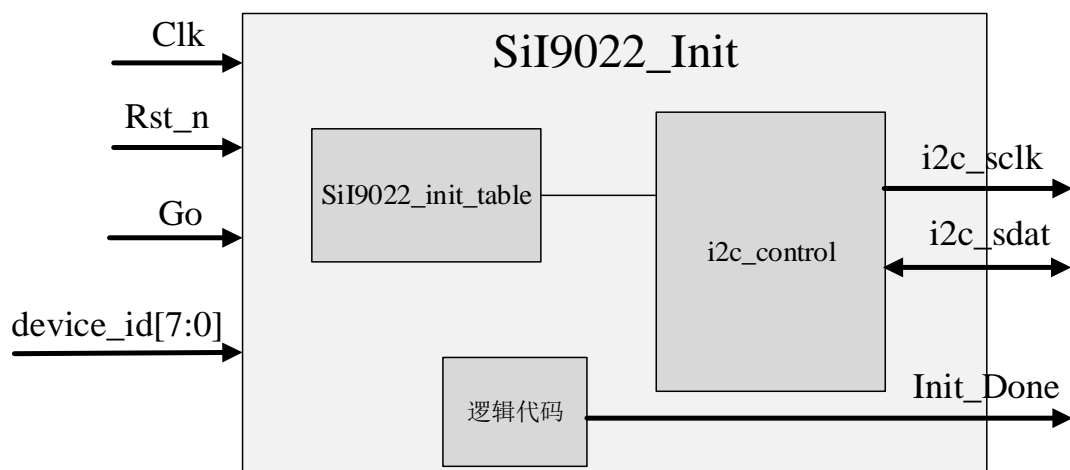 SiI9022_Init
Clk
Rst_n
Go
device_id[7:0]
SiI9022_init_table
i2c_control
逻辑代码
i2c_sclk
i2c_sdat
Init_Done